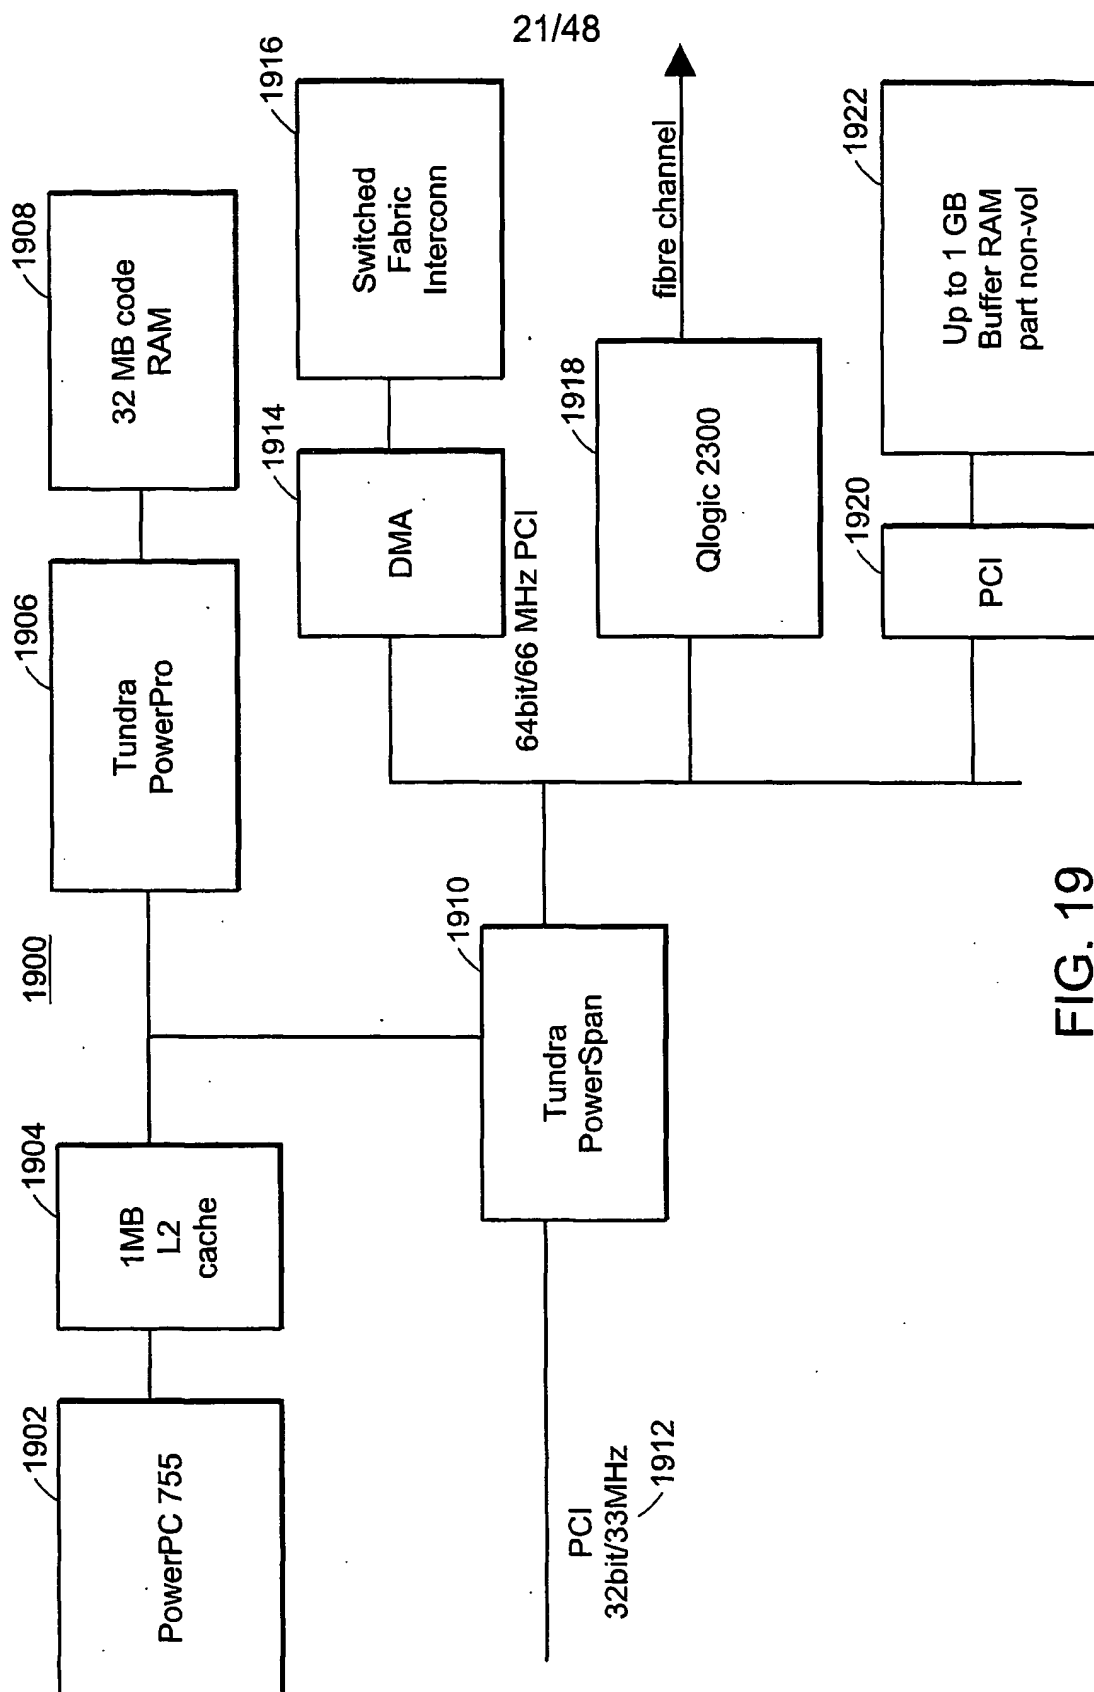 21/48
1900
1902
PowerPC 755
1904
1MB
L2
cache
1906
Tundra
PowerPro
1908
32 MB code
RAM
1910
Tundra
PowerSpan
PCI
32bit/33MHz
1912
64bit/66 MHz PCI
1914
DMA
1916
Switched
Fabric
Interconn
1918
Qlogic 2300
fibre channel
1920
PCI
1922
Up to 1 GB
Buffer RAM
part non-vol
FIG. 19